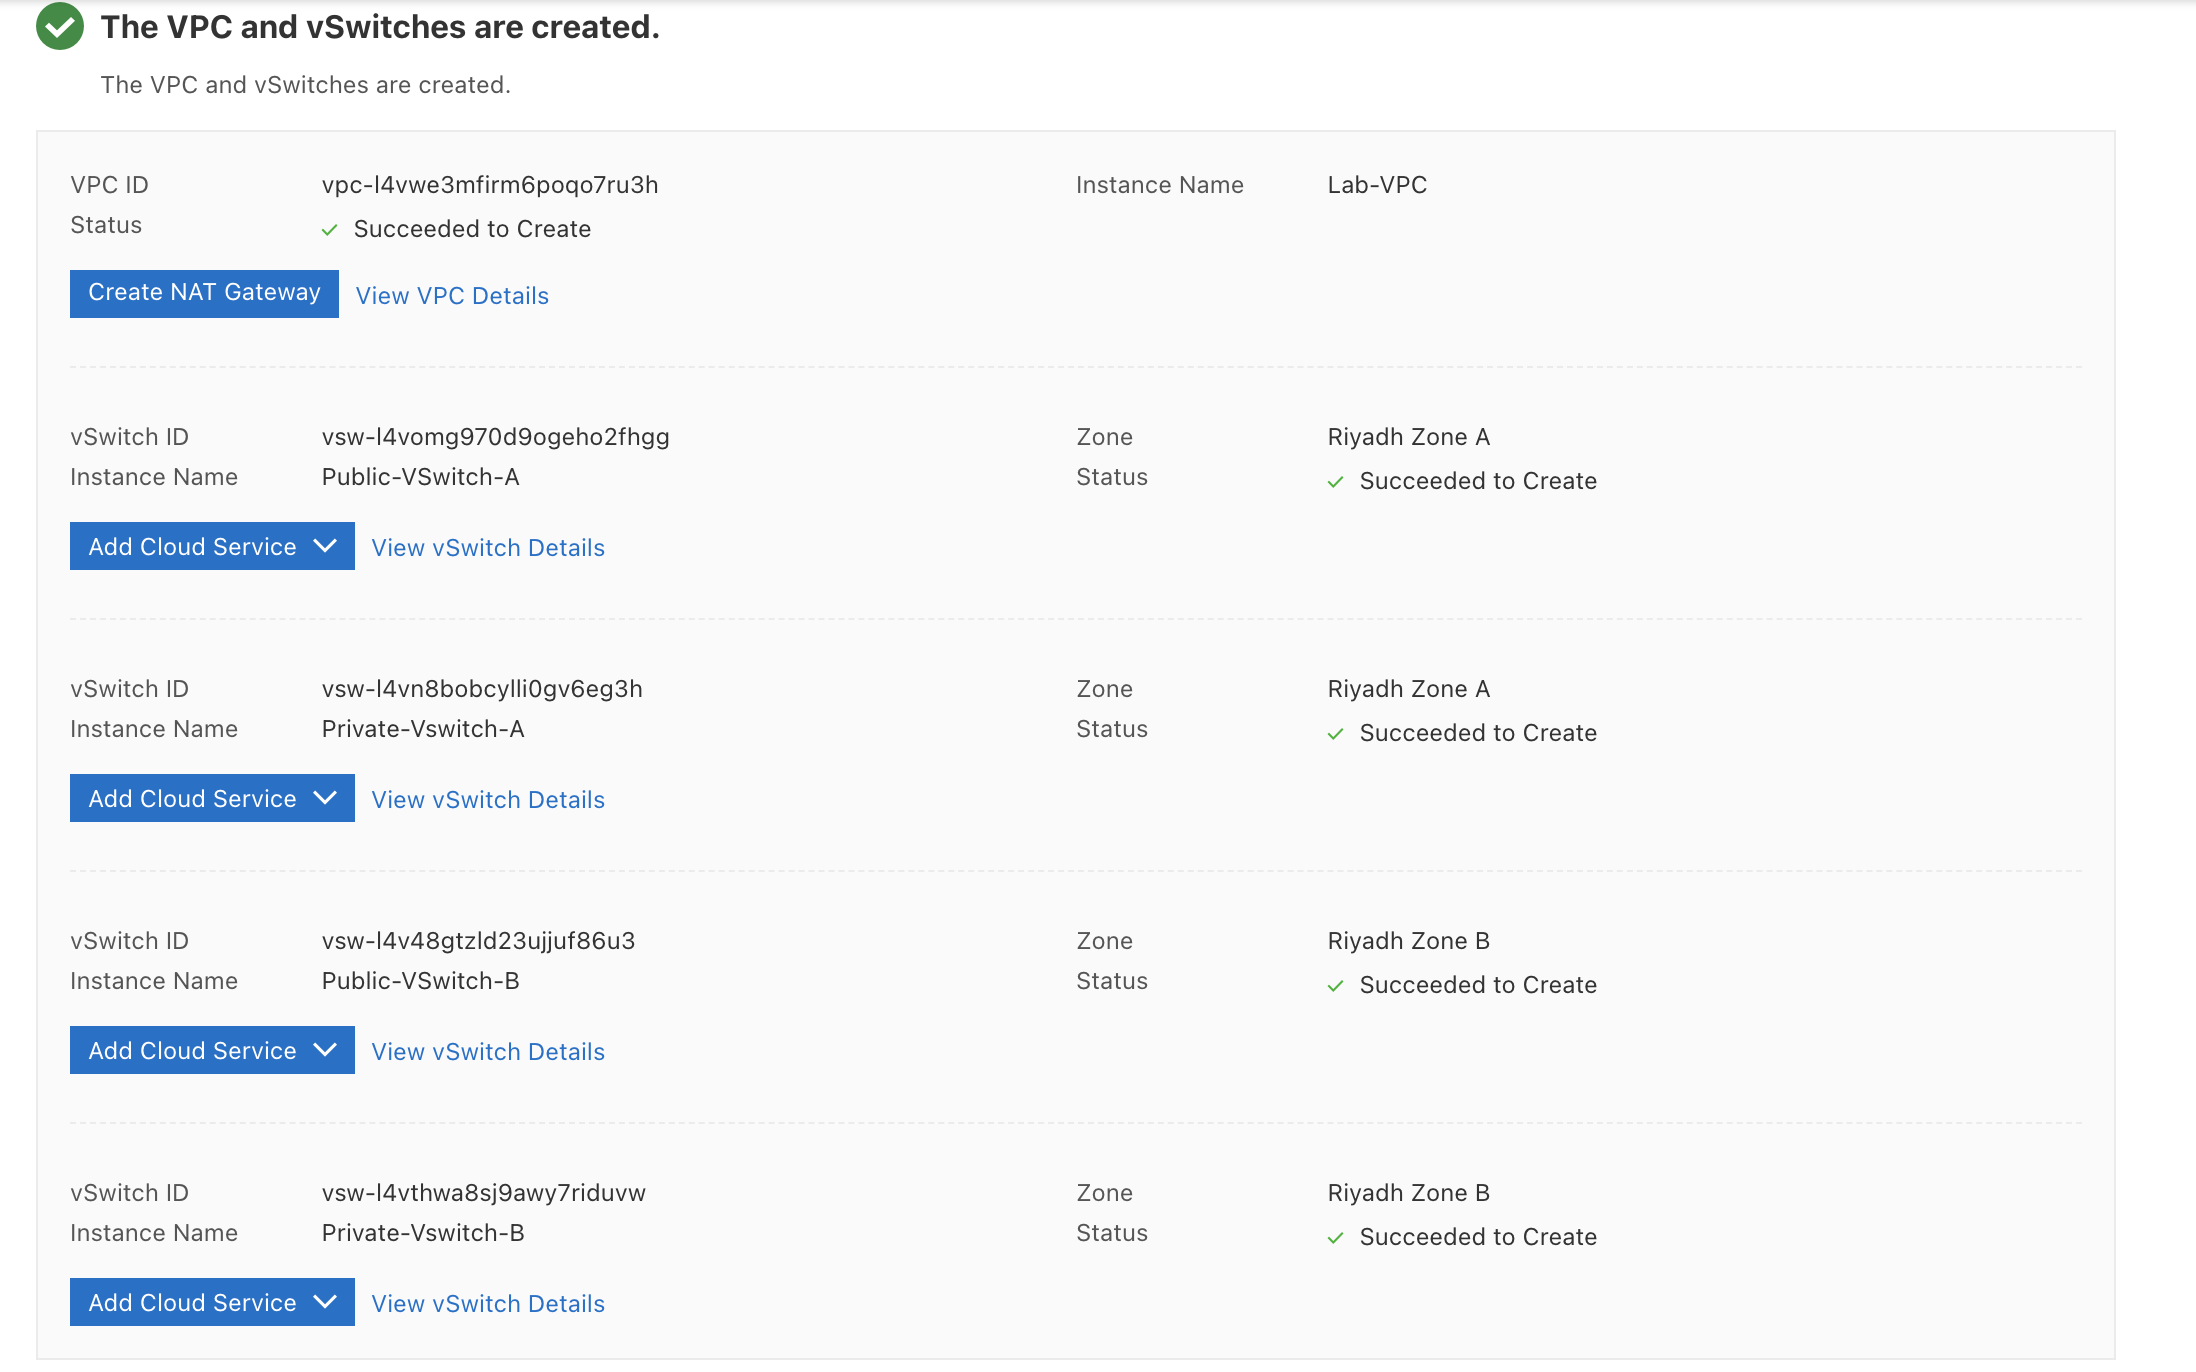 The VPC and vSwitches are created.
The VPC and vSwitches are created.
VPC ID vpc-l4vwe3mfirm6poqo7ru3h Instance Name Lab-VPC
Status Succeeded to Create
Create NAT Gateway View VPC Details
vSwitch ID vsw-l4vomg970d9ogeho2fhgg Zone Riyadh Zone A
Instance Name Public-VSwitch-A Status Succeeded to Create
Add Cloud Service View vSwitch Details
vSwitch ID vsw-l4vn8bobcylli0gv6eg3h Zone Riyadh Zone A
Instance Name Private-Vswitch-A Status Succeeded to Create
Add Cloud Service View vSwitch Details
vSwitch ID vsw-l4v48gtzld23ujjuf86u3 Zone Riyadh Zone B
Instance Name Public-VSwitch-B Status Succeeded to Create
Add Cloud Service View vSwitch Details
vSwitch ID vsw-l4vthwa8sj9awy7riduvw Zone Riyadh Zone B
Instance Name Private-Vswitch-B Status Succeeded to Create
Add Cloud Service View vSwitch Details